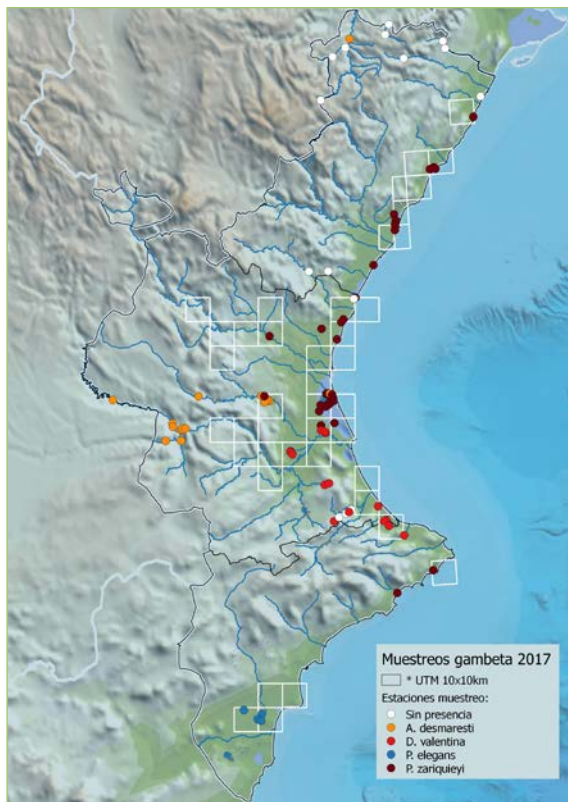 Muestreos gambeta 2017
* UTM 10x10km
Estaciones muestreo:
Sin presencia
A. desmaresti
D. valentina
P. elegans
P. zariquieyi